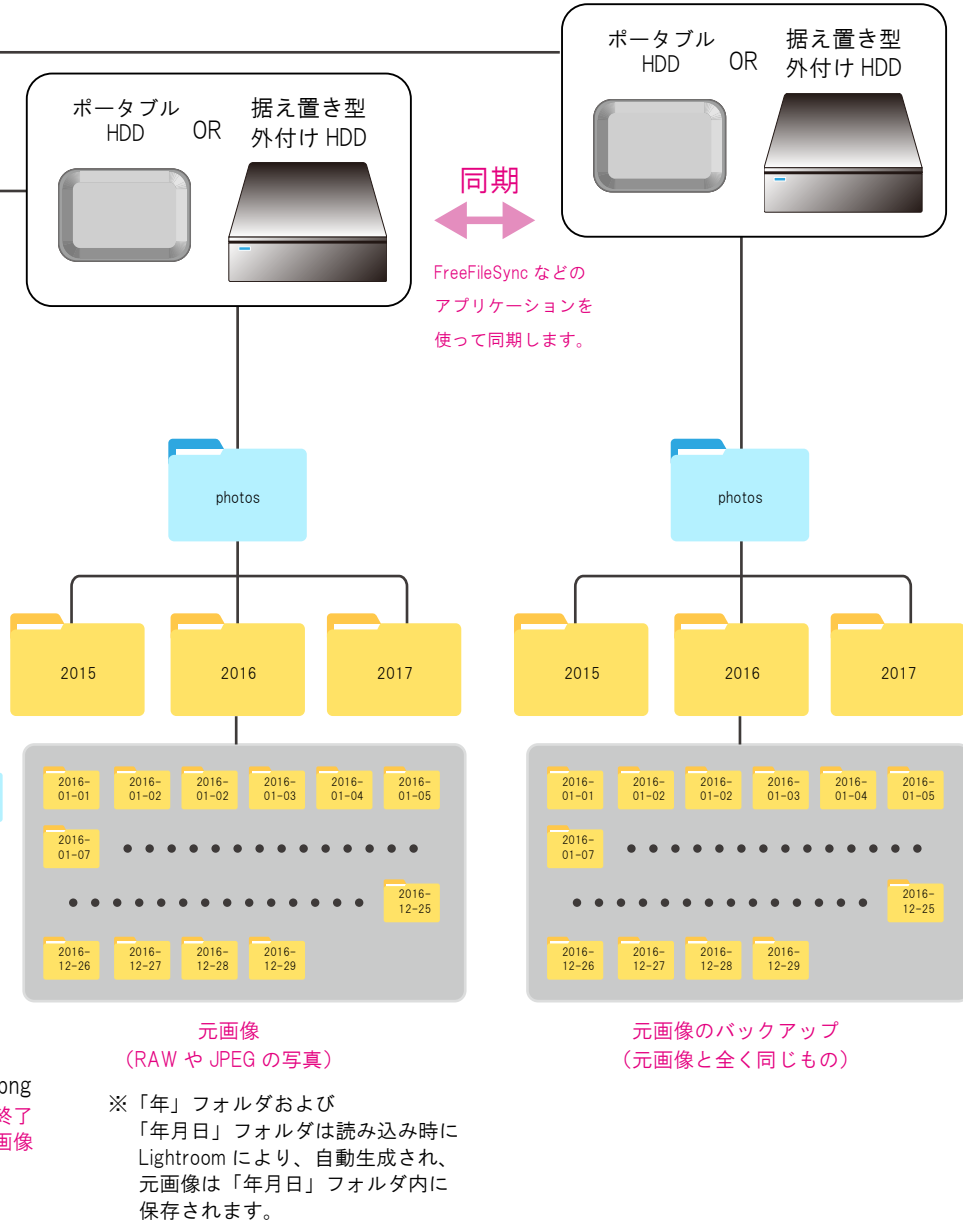 ポータブル
HDD
OR
据え置き型
外付け HDD
ポータブル
HDD
OR
据え置き型
外付け HDD
同期
FreeFileSync などの
アプリケーションを
使って同期します。
photos
photos
2015
2016
2017
2015
2016
2017
2016-
01-01
2016-
01-02
2016-
01-02
2016-
01-03
2016-
01-04
2016-
01-05
2016-
01-07
2016-
12-25
2016-
12-26
2016-
12-27
2016-
12-28
2016-
12-29
2016-
01-01
2016-
01-02
2016-
01-02
2016-
01-03
2016-
01-04
2016-
01-05
2016-
01-07
2016-
12-25
2016-
12-26
2016-
12-27
2016-
12-28
2016-
12-29
元画像
(RAW や JPEG の写真)
元画像のバックアップ
(元画像と全く同じもの)
終了
画像
※「年」フォルダおよび
「年月日」フォルダは読み込み時に
Lightroom により、自動生成され、
元画像は「年月日」フォルダ内に
保存されます。